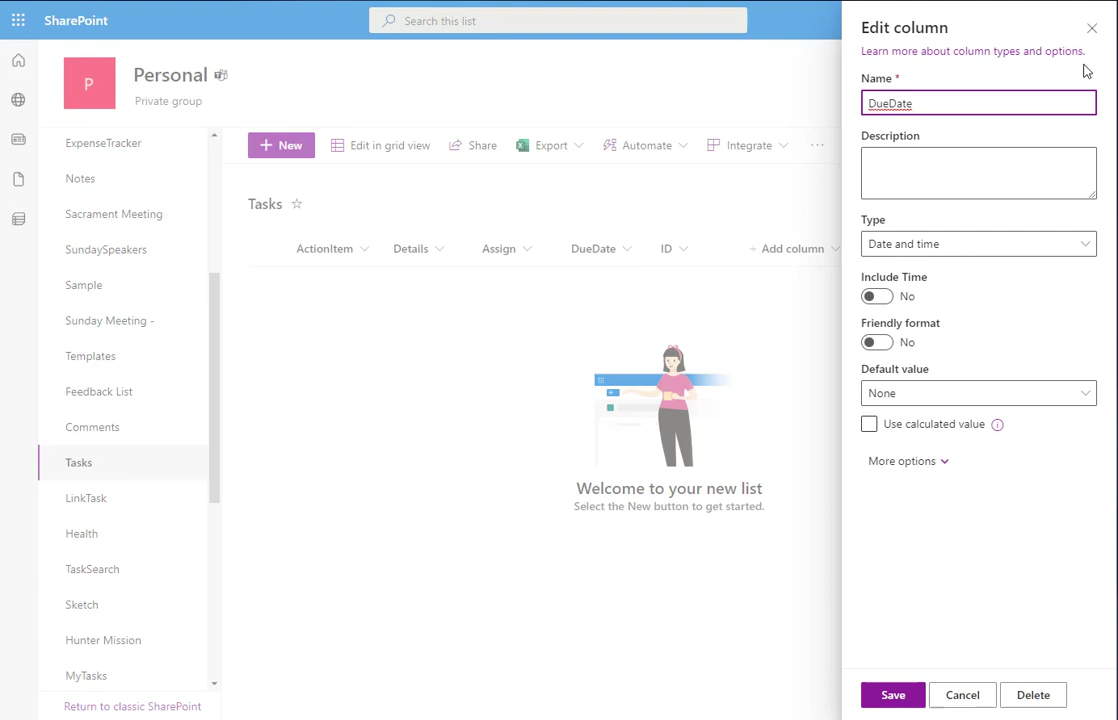 SharePoint
Search this list
P
Personal
Private group
ExpenseTracker
Notes
Sacrament Meeting
SundaySpeakers
Sample
Sunday Meeting -
Templates
Feedback List
Comments
Tasks
LinkTask
Health
TaskSearch
Sketch
Hunter Mission
MyTasks
Return to classic SharePoint
+ New
Edit in grid view
Share
Export
Automate
Integrate
...
Tasks
ActionItem
Details
Assign
DueDate
ID
+ Add column
Welcome to your new list
Select the New button to get started.
Edit column
Learn more about column types and options.
Name *
DueDate
Description
Type
Date and time
Include Time
No
Friendly format
No
Default value
None
Use calculated value
More options
Save
Cancel
Delete